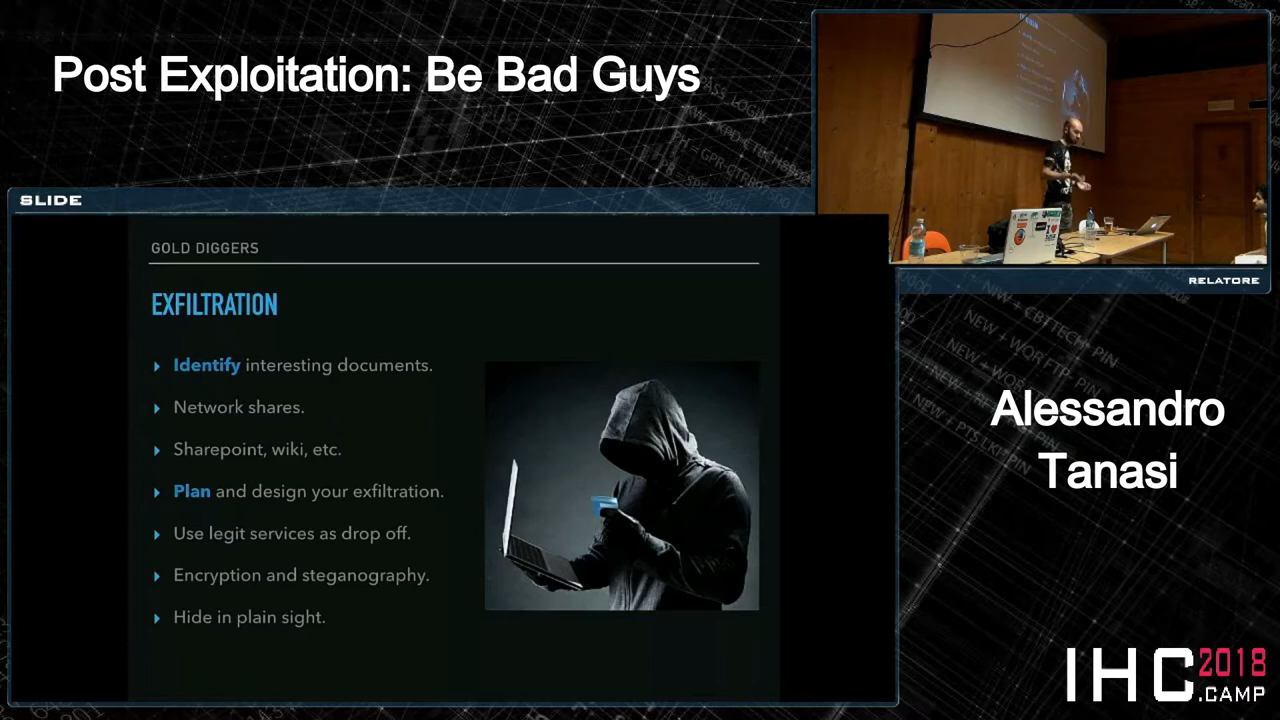 Post Exploitation: Be Bad Guys
SLIDE
GOLD DIGGERS
EXFILTRATION
Identify interesting documents.
Network shares.
Sharepoint, wiki, etc.
Plan and design your exfiltration.
Use legit services as drop off.
Encryption and steganography.
Hide in plain sight.
RELATORE
Alessandro
Tanasi
IHC 2018
.CAMP